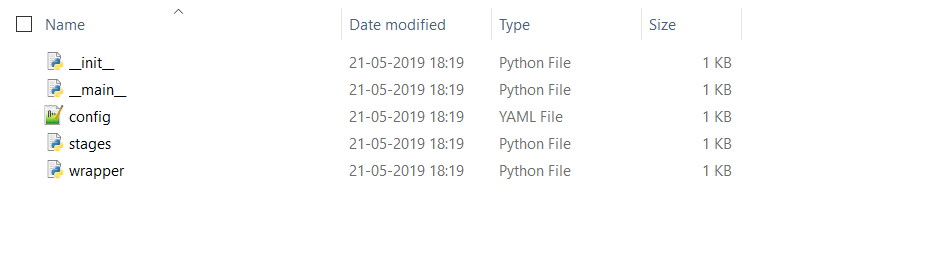 Name Date modified Type Size
__init__ 21-05-2019 18:19 Python File 1 KB
__main__ 21-05-2019 18:19 Python File 1 KB
config 21-05-2019 18:19 YAML File 1 KB
stages 21-05-2019 18:19 Python File 1 KB
wrapper 21-05-2019 18:19 Python File 1 KB